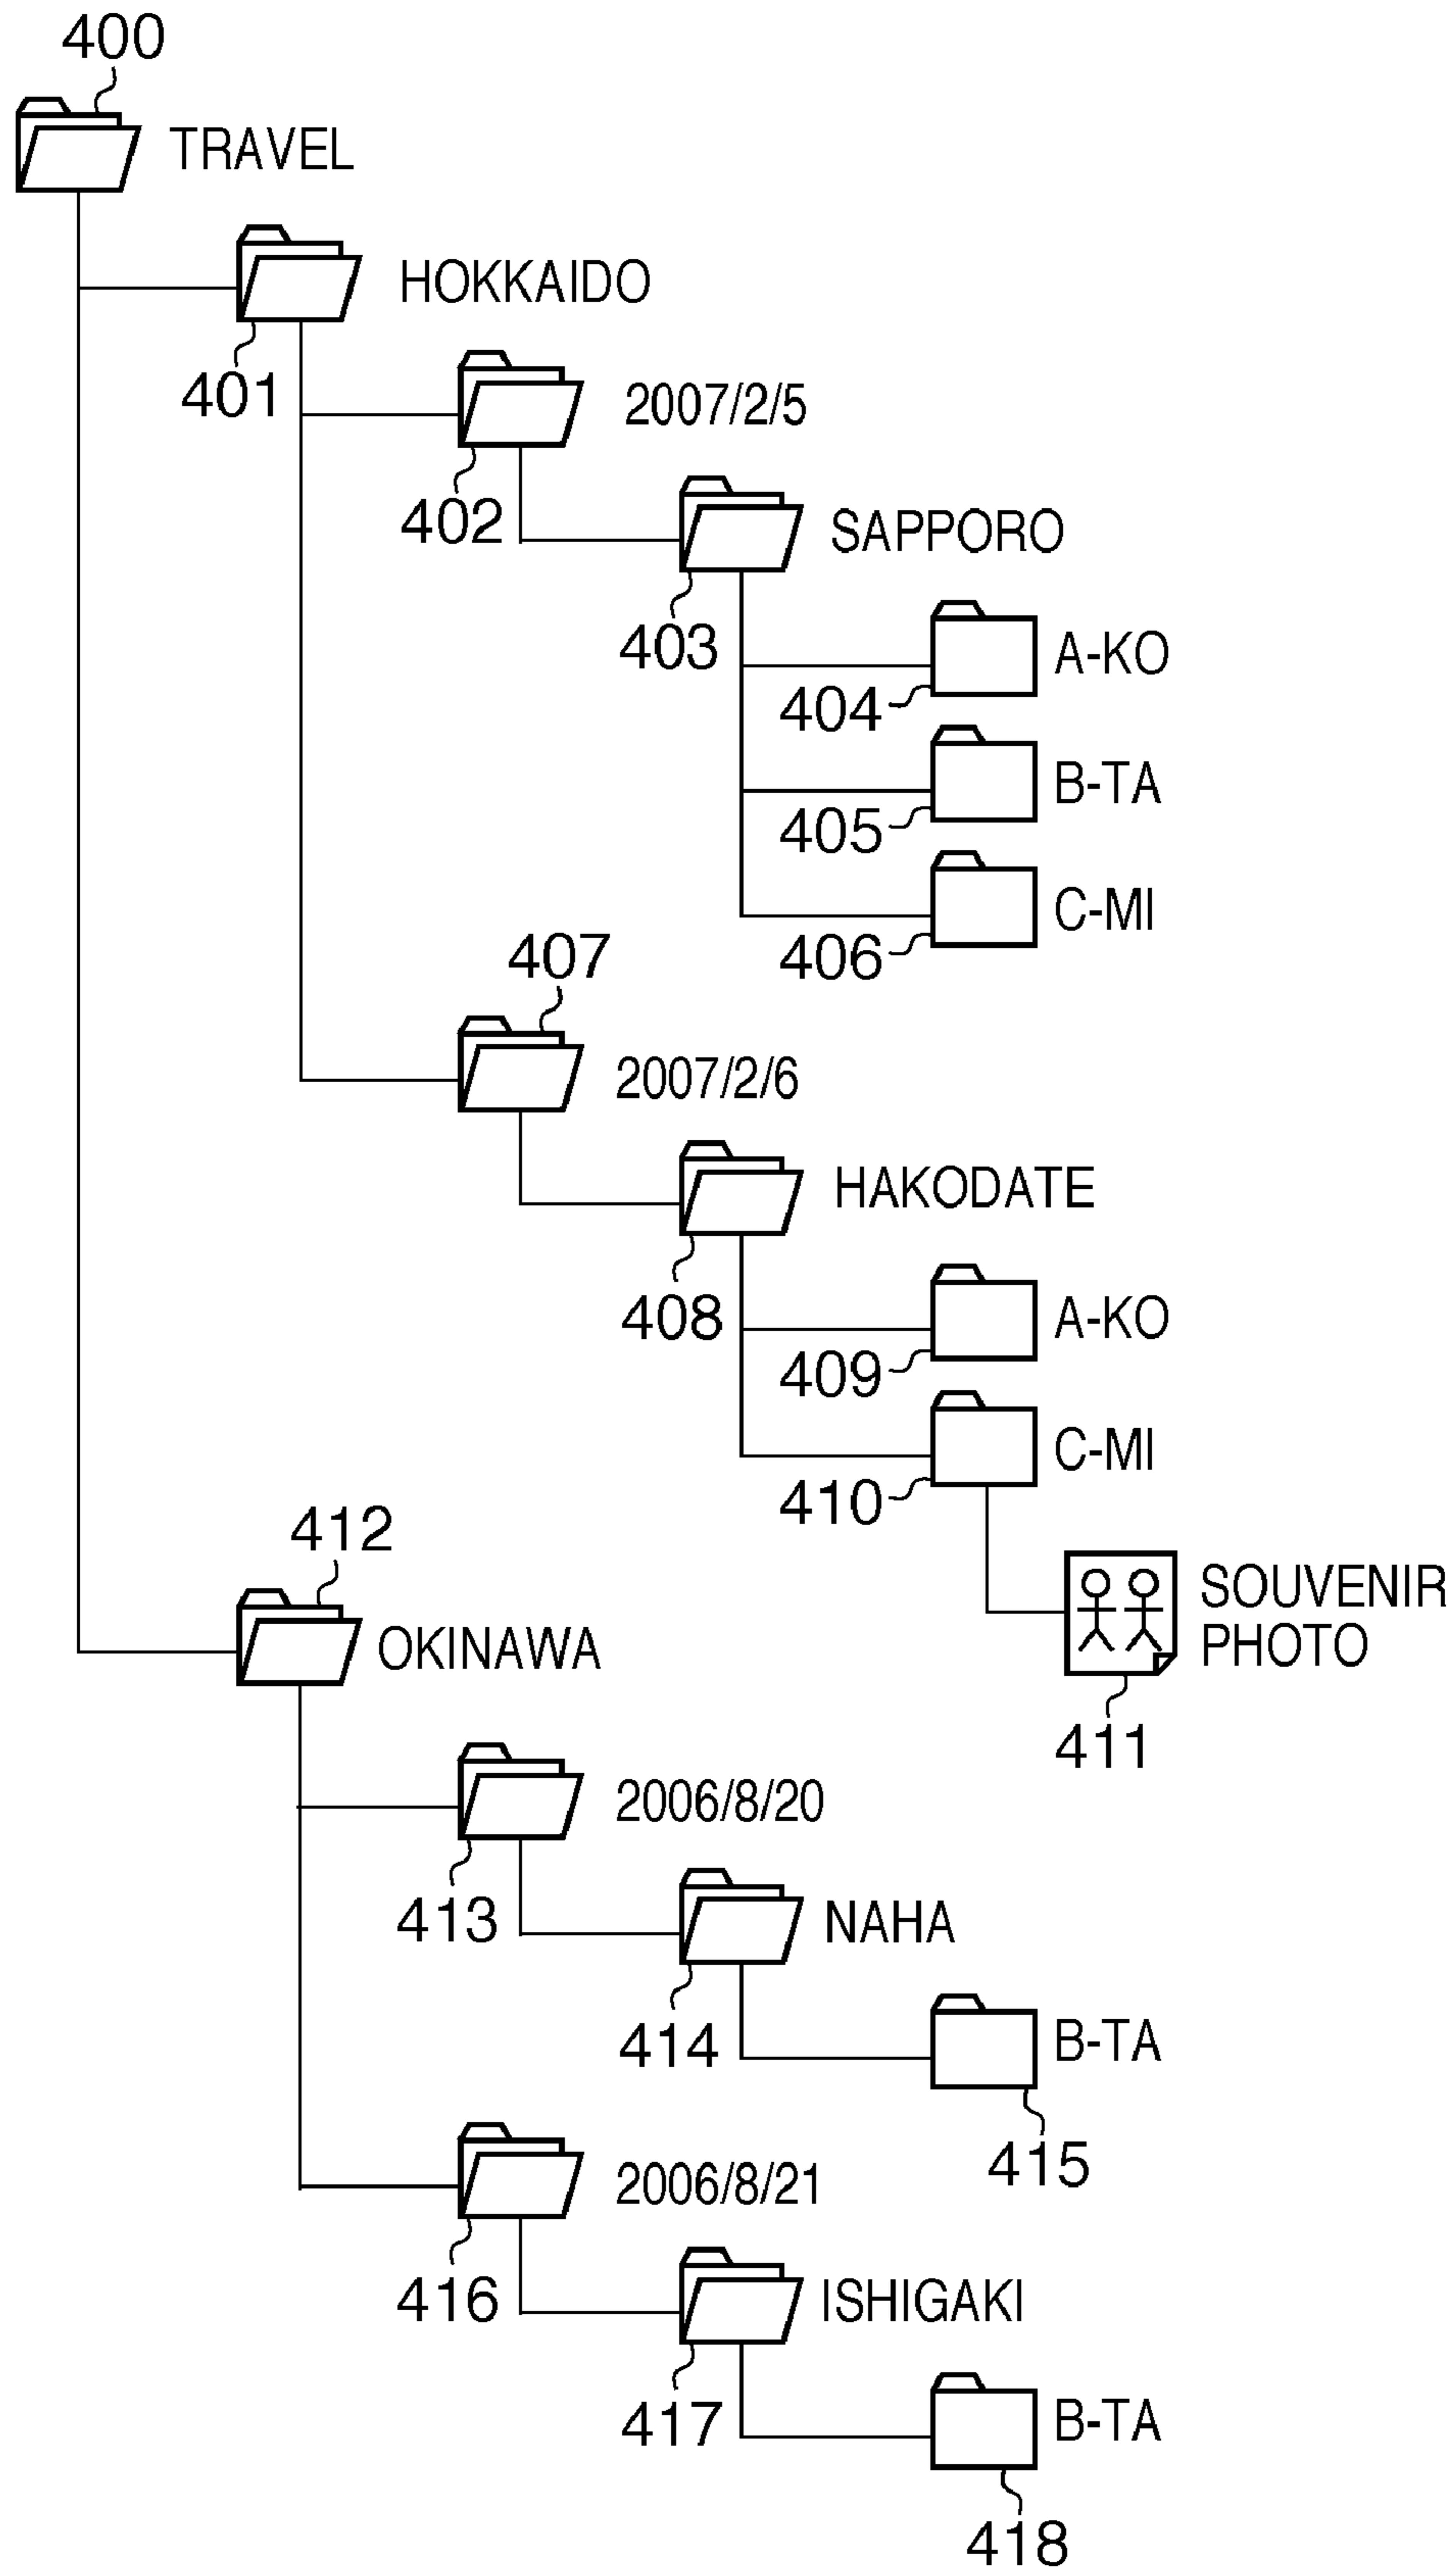 400
TRAVEL
HOKKAIDO
401
2007/2/5
402
SAPPORO
403
A-KO
404
B-TA
405
C-MI
406
407
2007/2/6
HAKODATE
408
A-KO
409
C-MI
410
412
SOUVENIR
PHOTO
OKINAWA
411
2006/8/20
413
NAHA
414
B-TA
415
2006/8/21
416
ISHIGAKI
417
B-TA
418